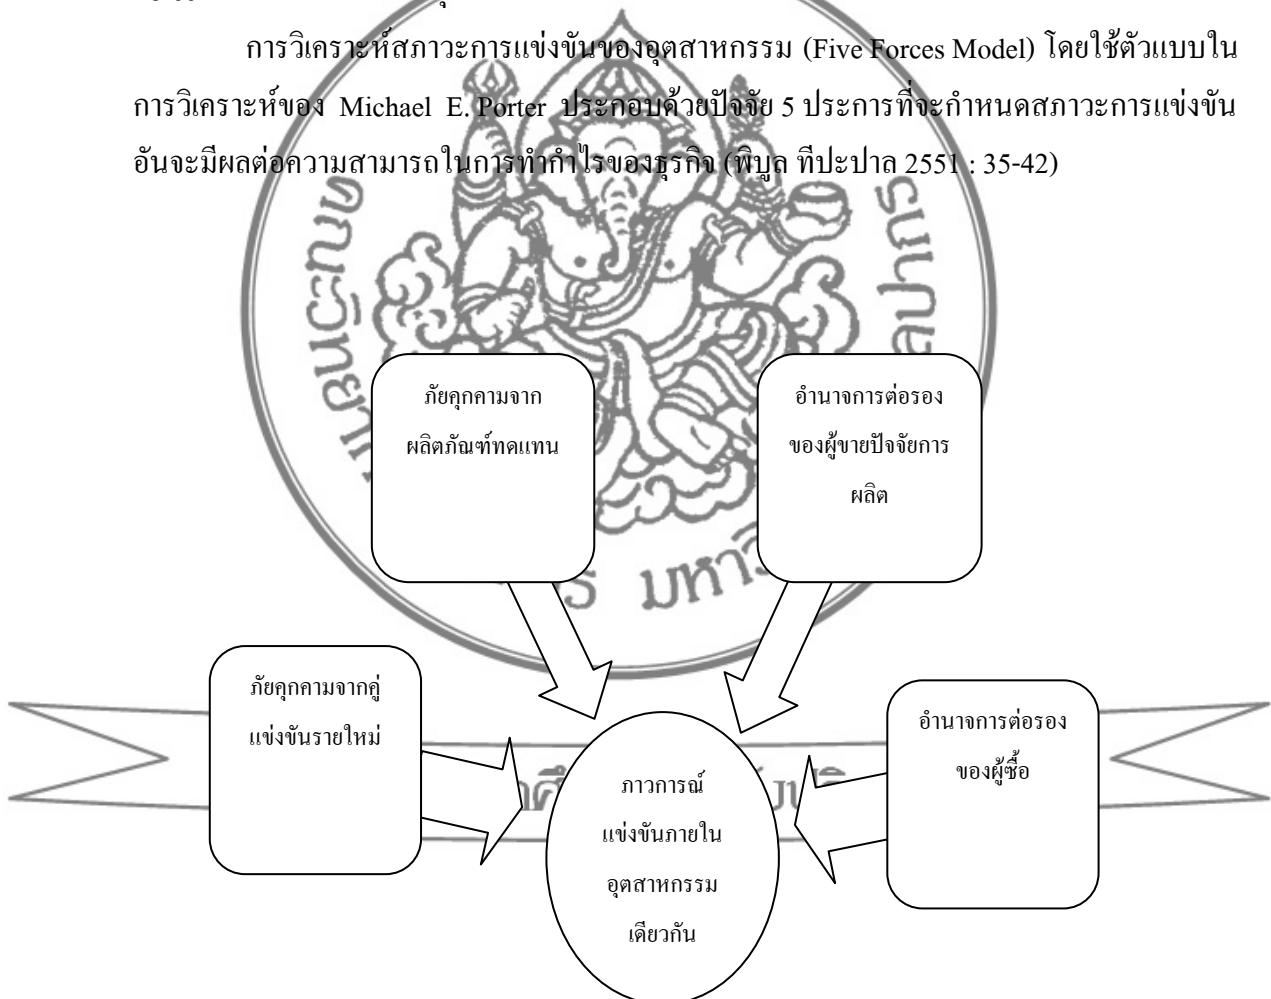 การวิเคราะห์สภาวะการแข่งขันของอุตสาหกรรม (Five Forces Model) โดยใช้ตัวแบบใน
การวิเคราะห์ของ Michael E. Porter ประกอบด้วยปัจจัย 5 ประการที่จะกำหนดสภาวะการแข่งขัน
อันจะมีผลต่อความสามารถในการทำกำไรของธุรกิจ (พิบูล ทีปะปาล 2551 : 35-42)
ภัยคุกคามจาก
ผลิตภัณฑ์ทดแทน
อำนาจการต่อรอง
ของผู้ขายปัจจัยการ
ผลิต
ภัยคุกคามจากคู่
แข่งขันรายใหม่
อำนาจการต่อรอง
ของผู้ซื้อ
ภาวการณ์
แข่งขันภายใน
อุตสาหกรรม
เดียวกัน